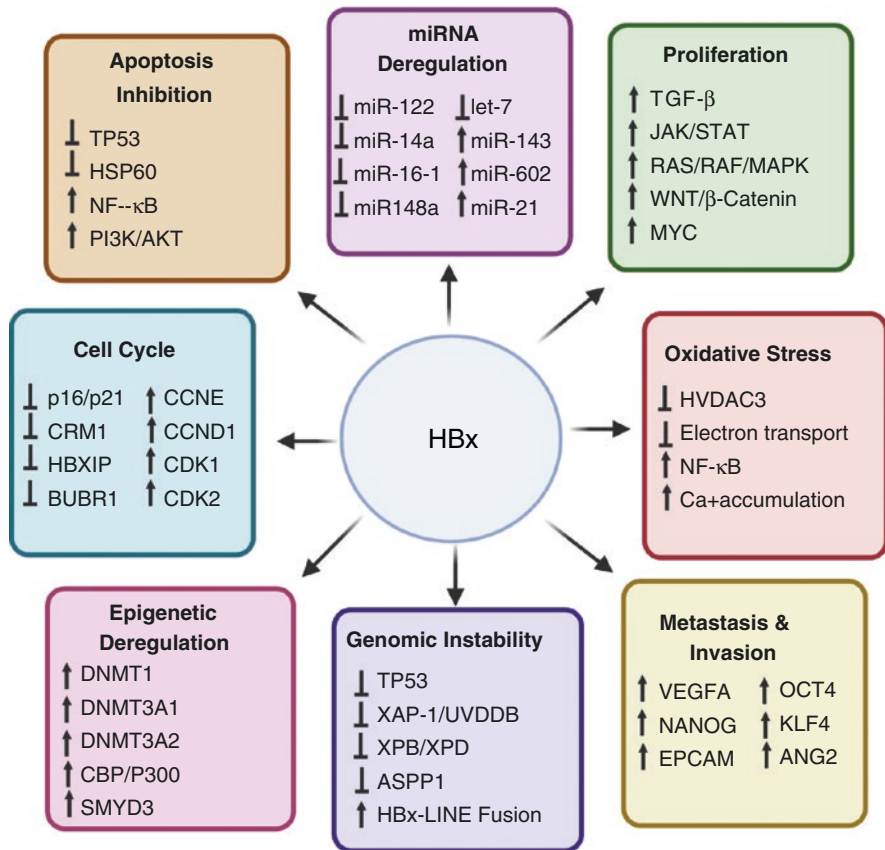 Apoptosis
Inhibition
TP53
HSP60
NF--κB
PI3K/AKT
miRNA
Deregulation
miR-122
miR-14a
miR-16-1
miR148a
let-7
miR-143
miR-602
miR-21
Proliferation
TGF-β
JAK/STAT
RAS/RAF/MAPK
WNT/β-Catenin
MYC
Cell Cycle
p16/p21
CRM1
HBXIP
BUBR1
CCNE
CCND1
CDK1
CDK2
HBx
Oxidative Stress
HVDAC3
Electron transport
NF-κB
Ca+accumulation
Epigenetic
Deregulation
DNMT1
DNMT3A1
DNMT3A2
CBP/P300
SMYD3
Genomic Instability
TP53
XAP-1/UVDDB
XPB/XPD
ASPP1
HBx-LINE Fusion
Metastasis &
Invasion
VEGFA
NANOG
EPCAM
OCT4
KLF4
ANG2